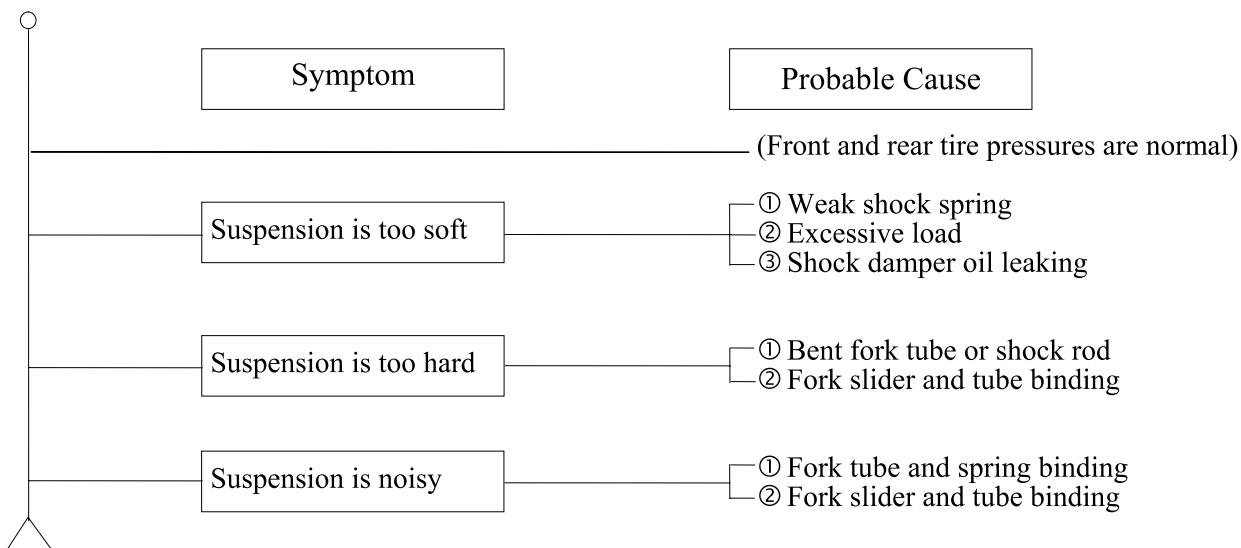 Symptom
Probable Cause
(Front and rear tire pressures are normal)
Suspension is too soft
① Weak shock spring
② Excessive load
③ Shock damper oil leaking
Suspension is too hard
① Bent fork tube or shock rod
② Fork slider and tube binding
Suspension is noisy
① Fork tube and spring binding
② Fork slider and tube binding